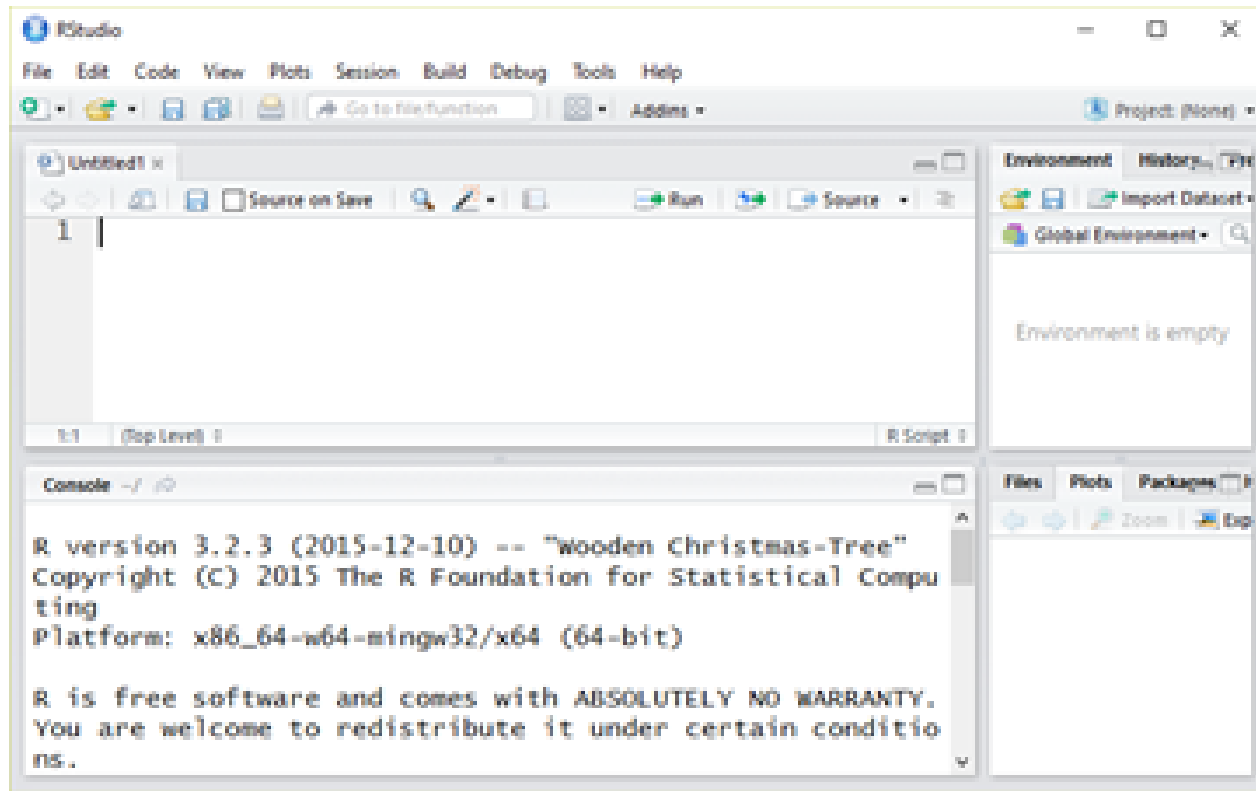 RStudio
File Edit Code View Plots Session Build Debug Tools Help
Go to file/function Addins Project: (None)
Untitled1
Source on Save Run Source
1
1:1 (Top Level) R Script
Console ~/
R version 3.2.3 (2015-12-10) -- "Wooden Christmas-Tree"
Copyright (C) 2015 The R Foundation for Statistical Compu
ting
Platform: x86_64-w64-mingw32/x64 (64-bit)
R is free software and comes with ABSOLUTELY NO WARRANTY.
You are welcome to redistribute it under certain conditio
ns.
Environment History
Import Dataset
Global Environment
Environment is empty
Files Plots Packages
Zoom Exp